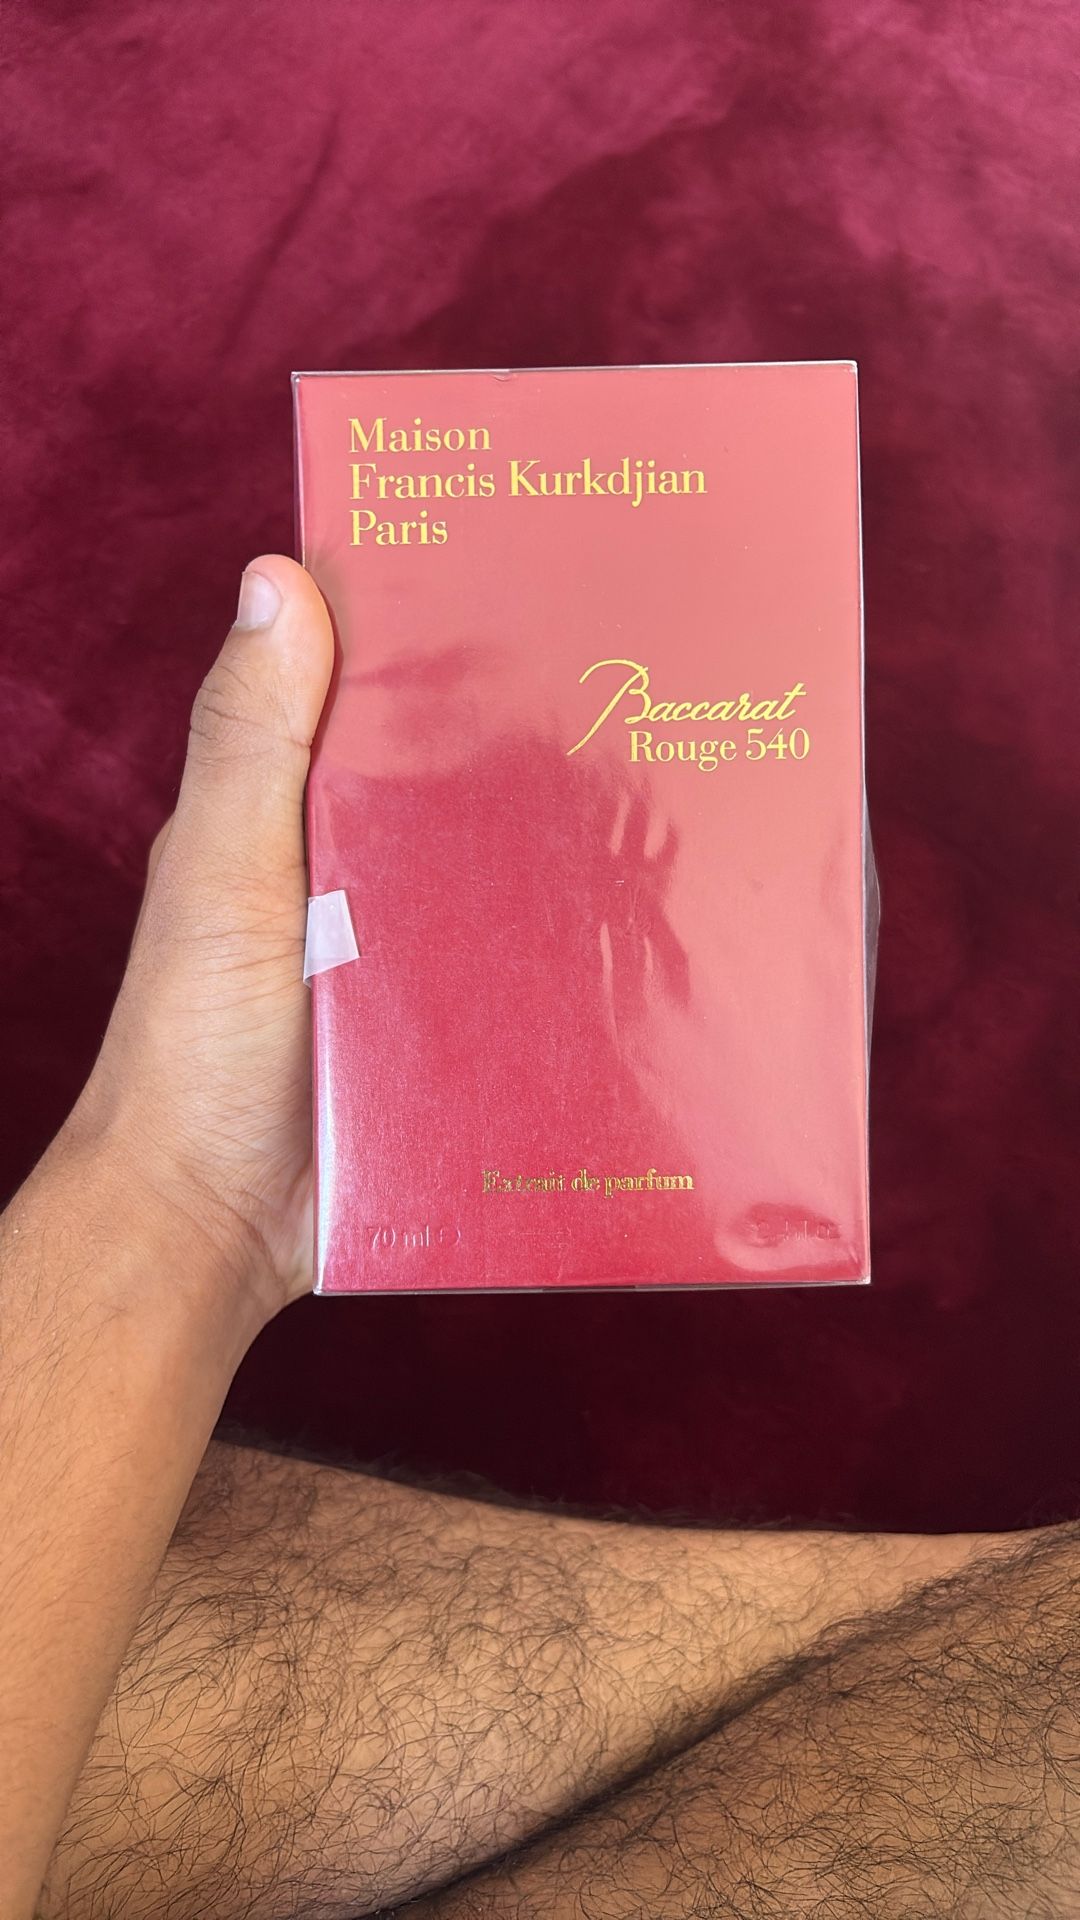 Maison
Francis Kurkdjian
Paris
Baccarat
Rouge 540
Extrait de parfum
70 ml ℮